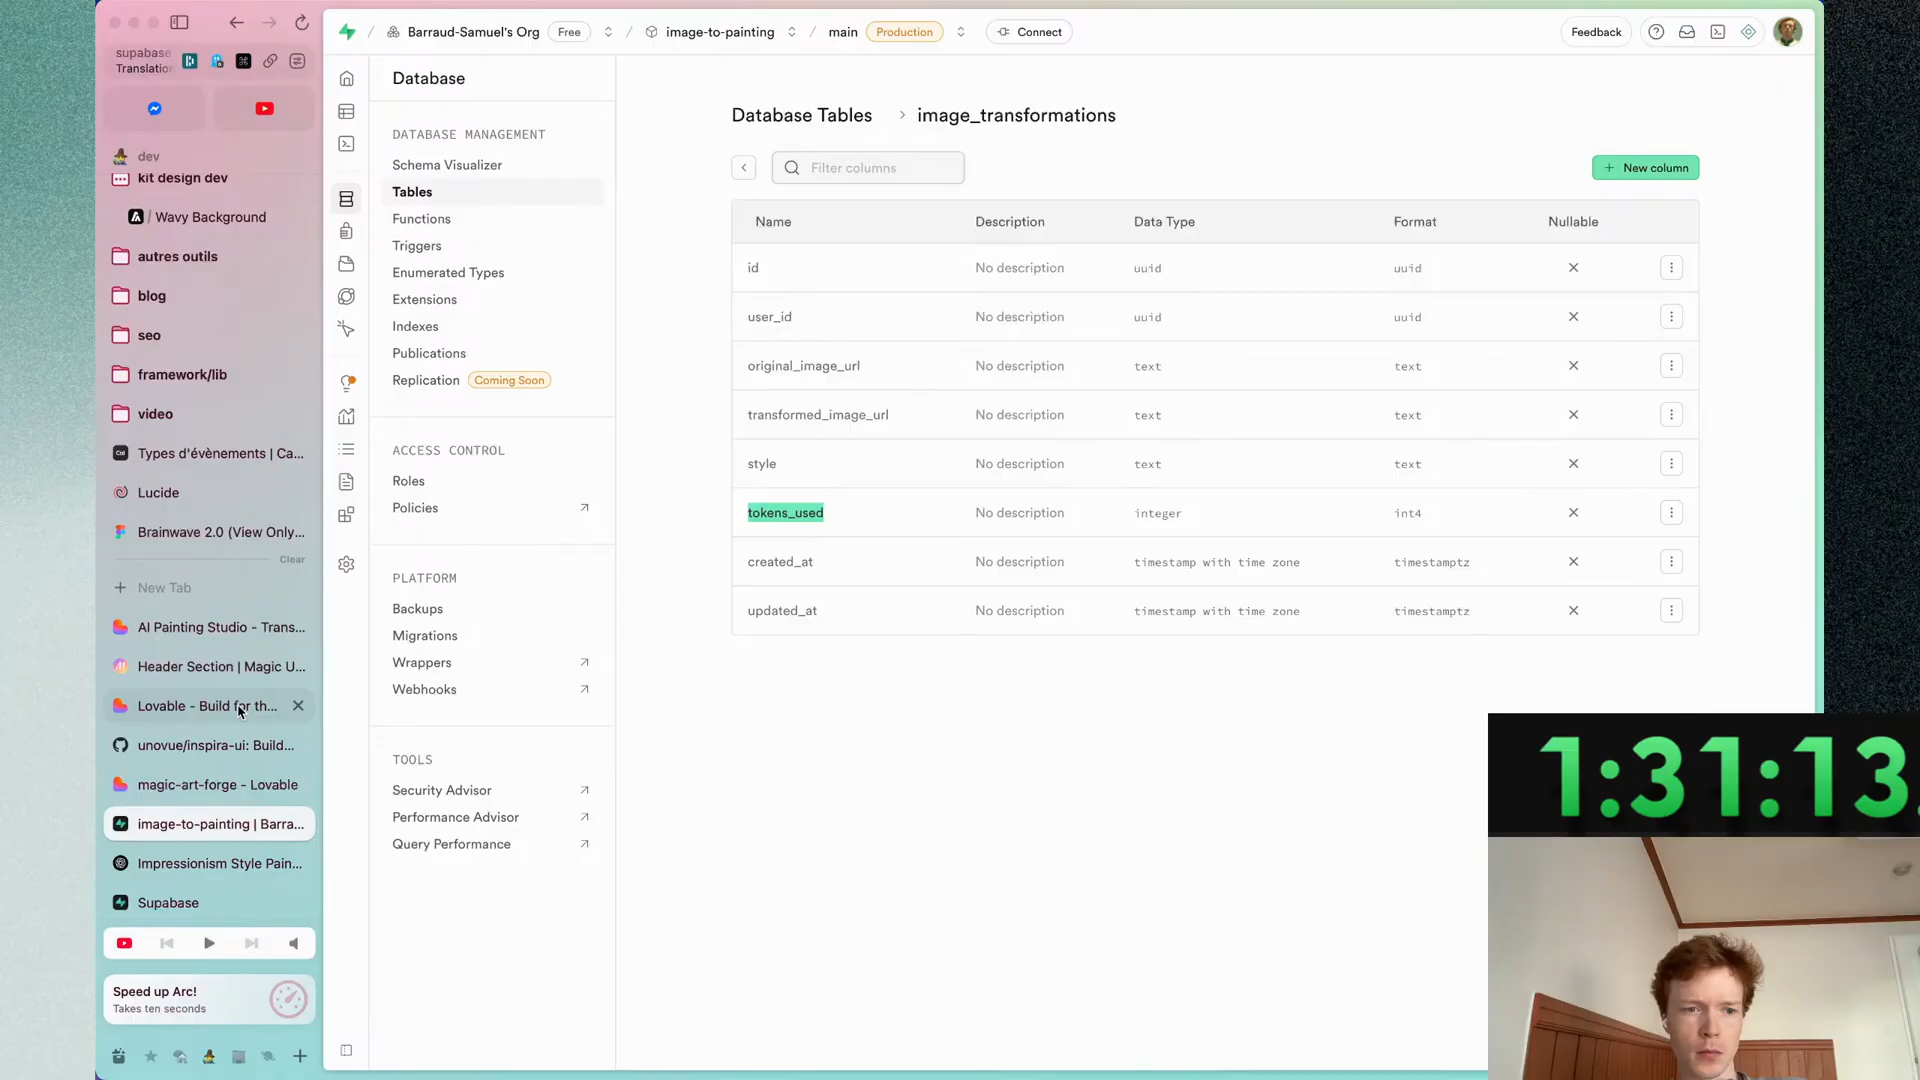 supabase
Translation
dev
kit design dev
/ Wavy Background
autres outils
blog
seo
framework/lib
video
Types d'évènements | Ca...
Lucide
Brainwave 2.0 (View Only...
Clear
New Tab
AI Painting Studio - Trans...
Header Section | Magic U...
Lovable - Build for th...
unovue/inspira-ui: Build...
magic-art-forge - Lovable
image-to-painting | Barra...
Impressionism Style Pain...
Supabase
Speed up Arc!
Takes ten seconds
/ Barraud-Samuel's Org Free / image-to-painting / main Production Connect
Feedback
Database
DATABASE MANAGEMENT
Schema Visualizer
Tables
Functions
Triggers
Enumerated Types
Extensions
Indexes
Publications
Replication Coming Soon
ACCESS CONTROL
Roles
Policies
PLATFORM
Backups
Migrations
Wrappers
Webhooks
TOOLS
Security Advisor
Performance Advisor
Query Performance
Database Tables > image_transformations
Filter columns
+ New column
Name Description Data Type Format Nullable
id No description uuid uuid
user_id No description uuid uuid
original_image_url No description text text
transformed_image_url No description text text
style No description text text
tokens_used No description integer int4
created_at No description timestamp with time zone timestamptz
updated_at No description timestamp with time zone timestamptz
1:31:13.